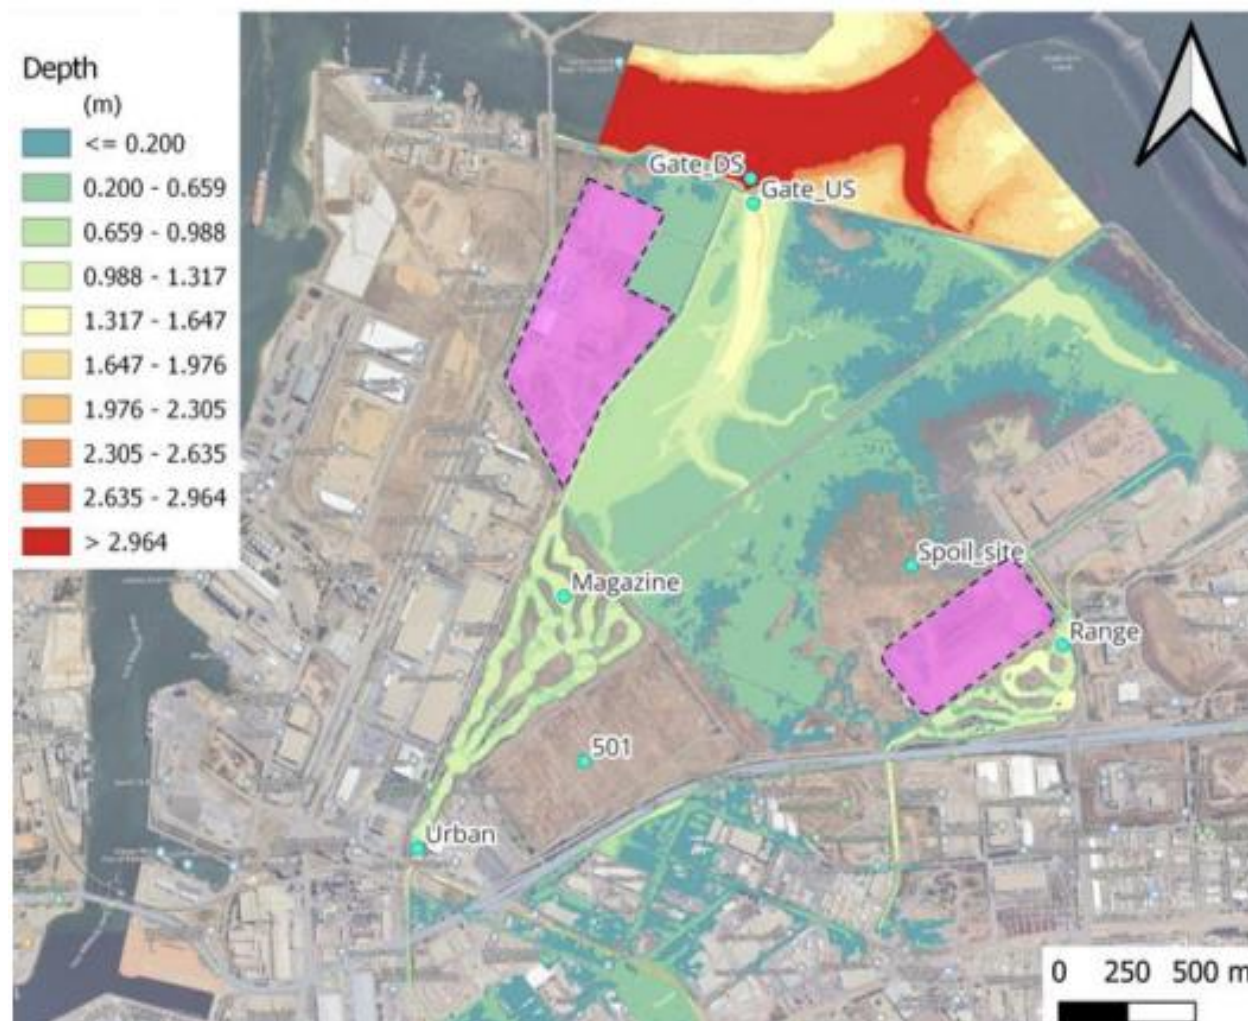 Depth
(m)
<= 0.200
0.200 - 0.659
0.659 - 0.988
0.988 - 1.317
1.317 - 1.647
1.647 - 1.976
1.976 - 2.305
2.305 - 2.635
2.635 - 2.964
> 2.964
Gate_DS
Gate_US
Spoil_site
Magazine
Range
501
Urban
0 250 500 m